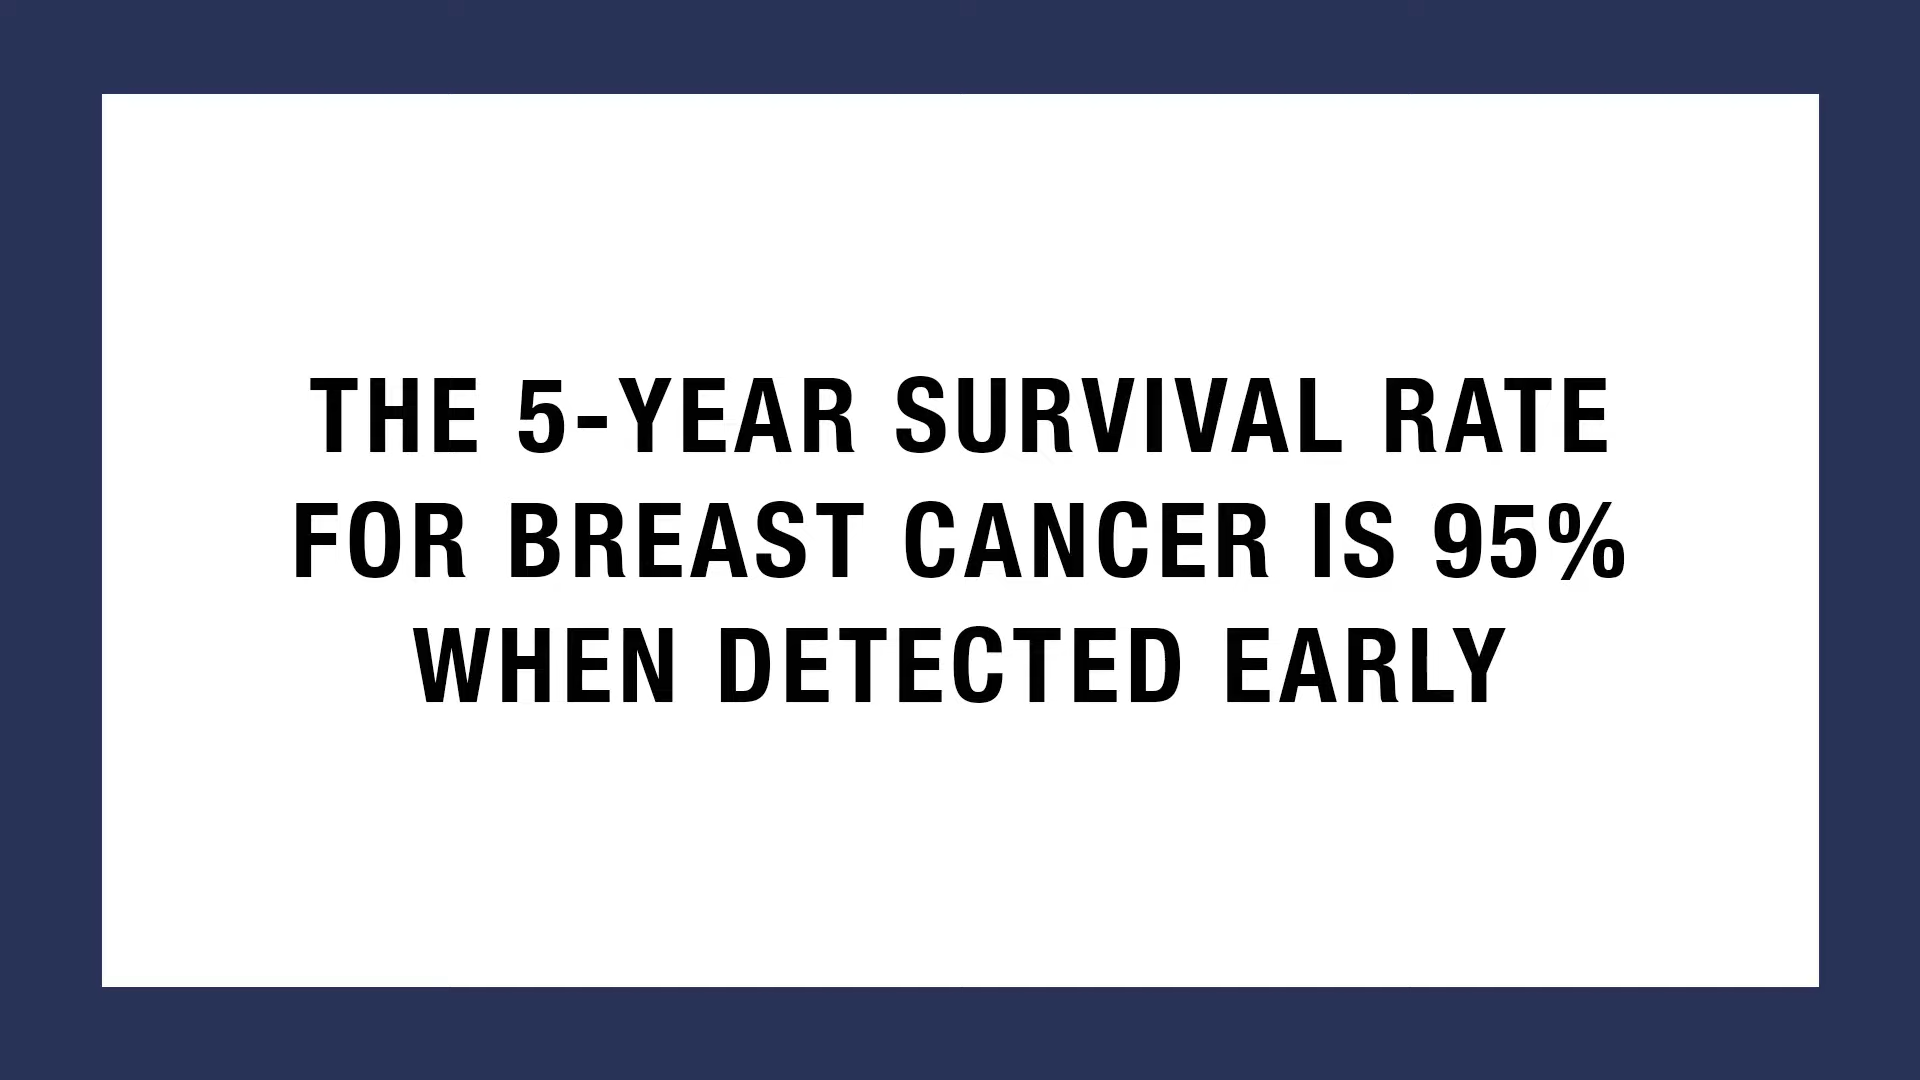 THE 5-YEAR SURVIVAL RATE
FOR BREAST CANCER IS 95%
WHEN DETECTED EARLY